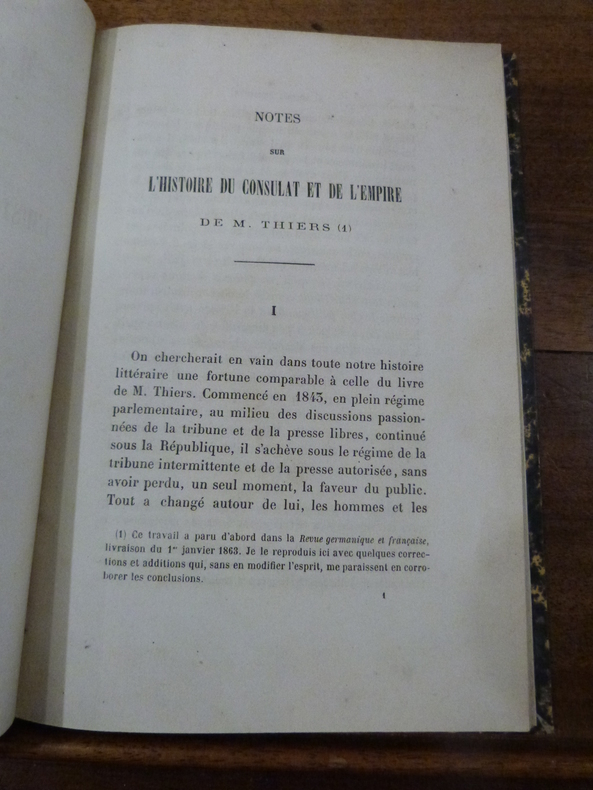 NOTES
SUR
L'HISTOIRE DU CONSULAT ET DE L'EMPIRE
DE M. THIERS (1)
I
On chercherait en vain dans toute notre histoire
littéraire une fortune comparable à celle du livre
de M. Thiers. Commencé en 1843, en plein régime
parlementaire, au milieu des discussions passion-
nées de la tribune et de la presse libres, continué
sous la République, il s'achève sous le régime de la
tribune intermittente et de la presse autorisée, sans
avoir perdu, un seul moment, la faveur du public.
Tout a changé autour de lui, les hommes et les
(1) Ce travail a paru d'abord dans la Revue germanique et française,
livraison du 1er janvier 1863. Je le reproduis ici avec quelques correc-
tions et additions qui, sans en modifier l'esprit, me paraissent en corro-
borer les conclusions.
1